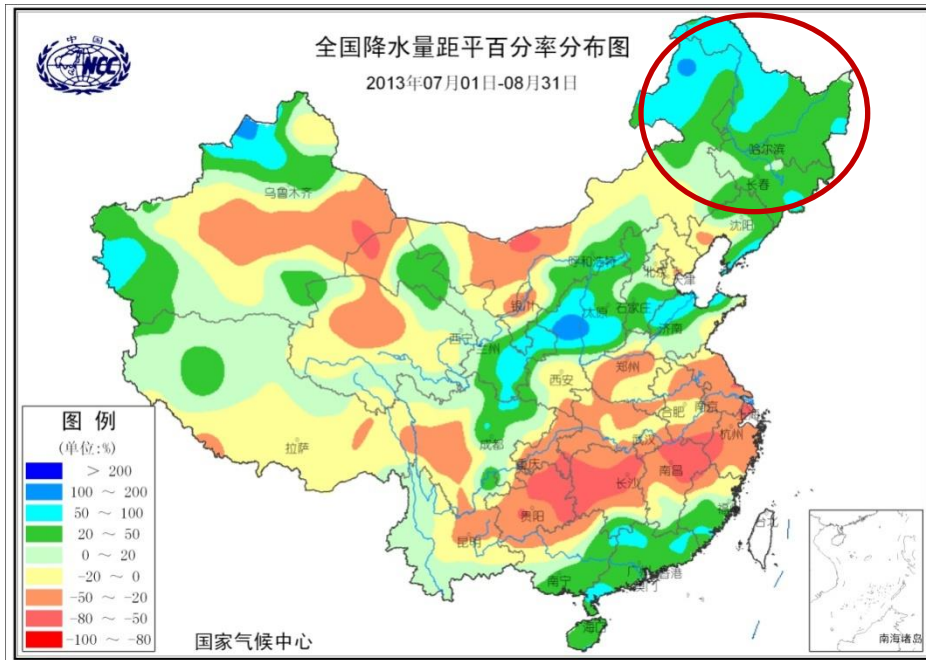 中国
NCC
全国降水量距平百分率分布图
2013年07月01日-08月31日
哈尔滨
长春
乌鲁木齐
沈阳
呼和浩特
北京
天津
银川
太原
石家庄
济南
西宁
兰州
西安
郑州
合肥
南京
上海
拉萨
成都
武汉
杭州
重庆
南昌
长沙
贵阳
福
台北
昆明
南宁
广
香港
澳门
海口
图 例
(单位:%)
> 200
100 ~ 200
50 ~ 100
20 ~ 50
0 ~ 20
-20 ~ 0
-50 ~ -20
-80 ~ -50
-100 ~ -80
国家气候中心
南海诸岛